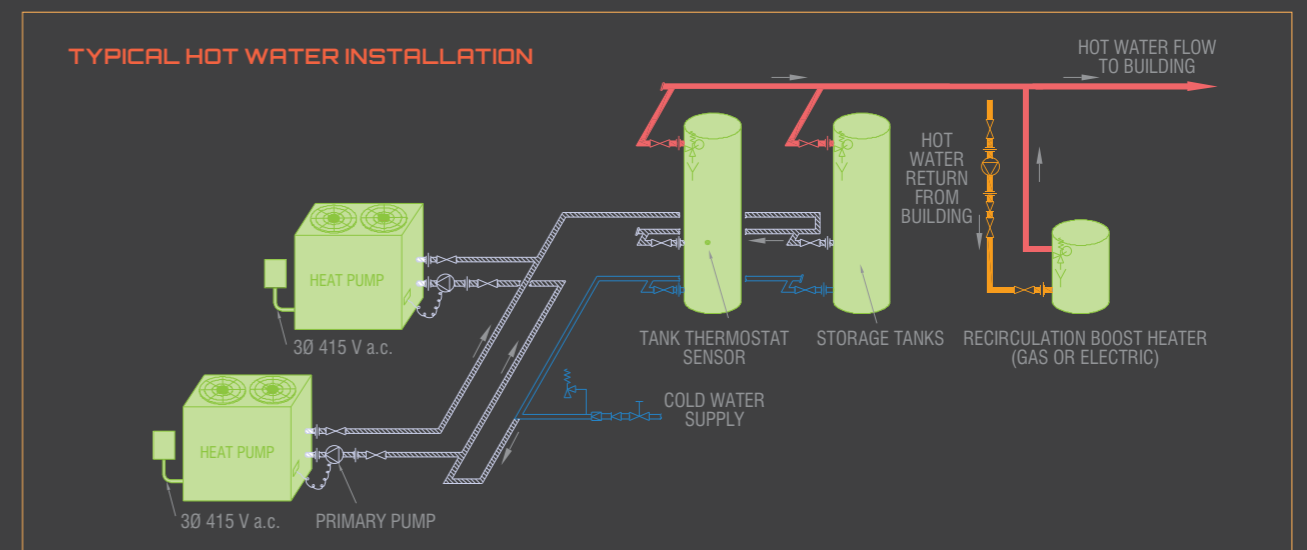 TYPICAL HOT WATER INSTALLATION
HOT WATER FLOW
TO BUILDING
HOT
WATER
RETURN
FROM
BUILDING
HEAT PUMP
3Ø 415 V a.c.
TANK THERMOSTAT
SENSOR
STORAGE TANKS
RECIRCULATION BOOST HEATER
(GAS OR ELECTRIC)
COLD WATER
SUPPLY
HEAT PUMP
3Ø 415 V a.c.
PRIMARY PUMP